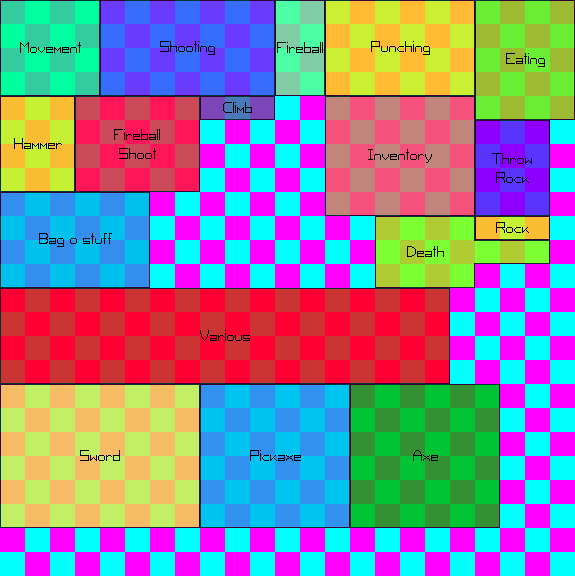 Movement
Shooting
Fireball
Punching
Eating
Hammer
Fireball
Shoot
Climb
Inventory
Throw
Rock
Bag o stuff
Death
Rock
Various
Sword
Pickaxe
Axe